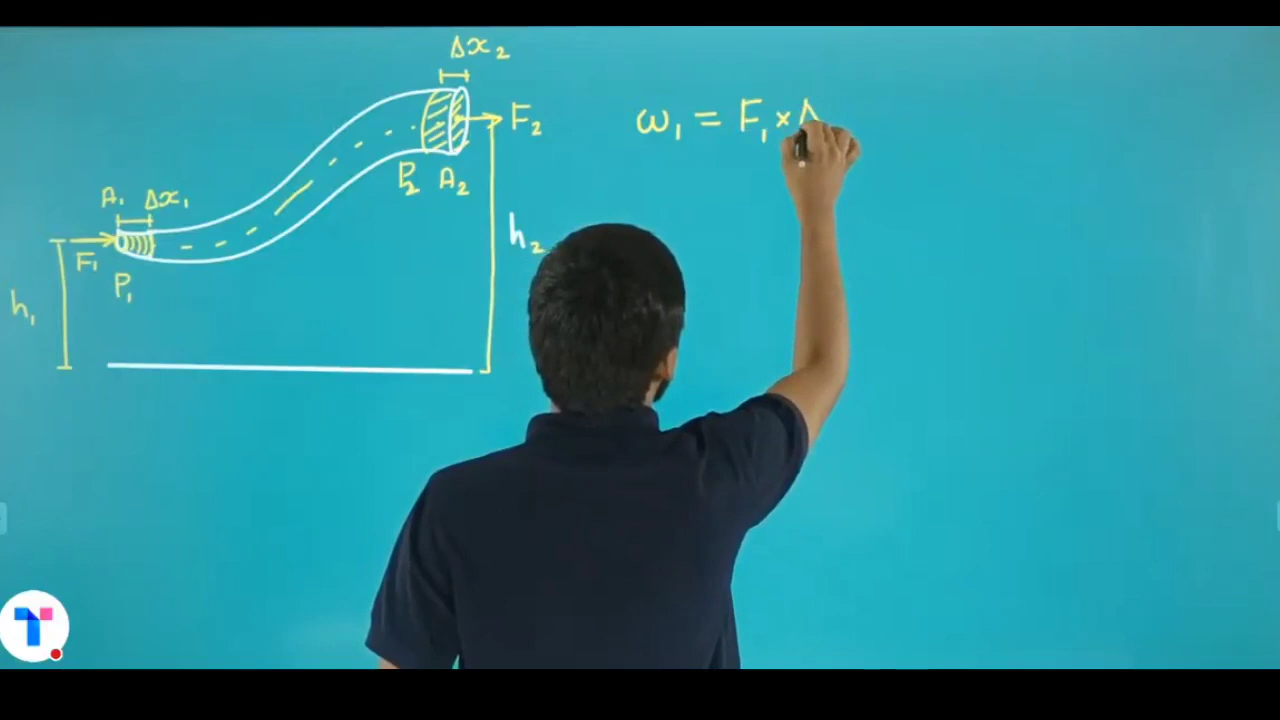 Δx₂
F₂
ω₁ = F₁ × Δ
P₂ A₂
A₁ Δx₁
h₂
F₁
P₁
h₁
T